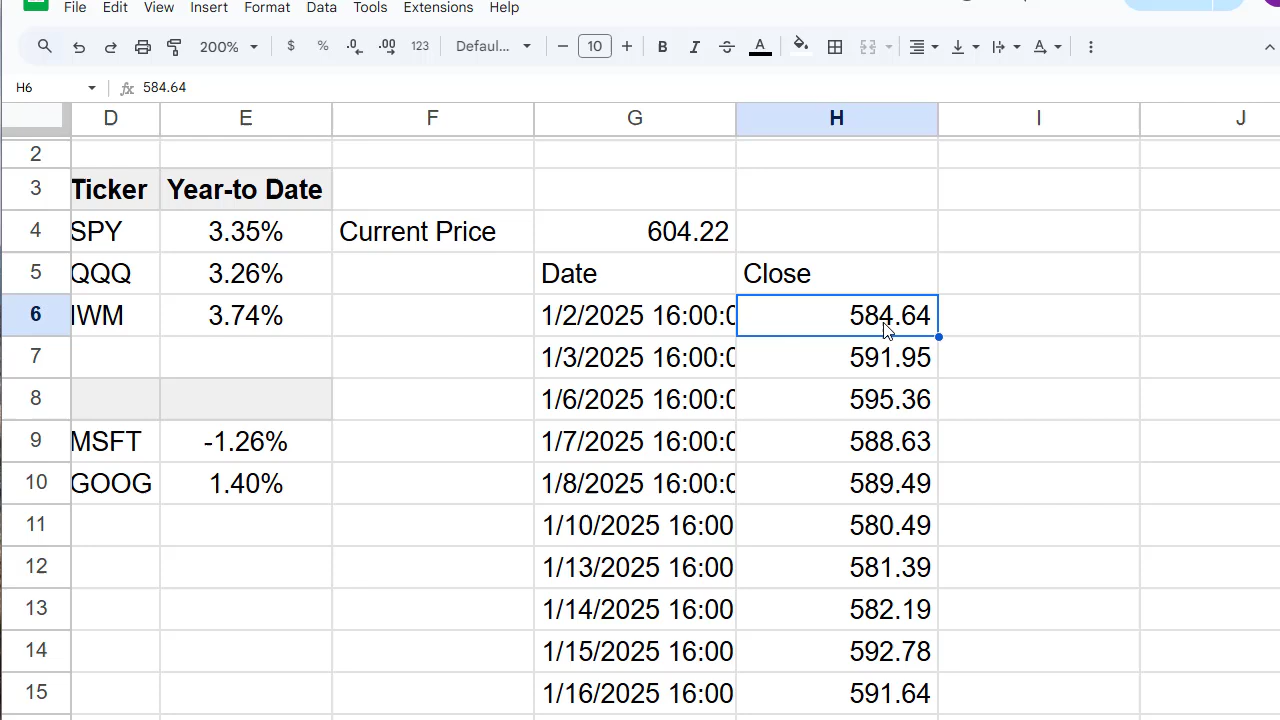 File Edit View Insert Format Data Tools Extensions Help
200% $ % .0 .00 123 Defaul... 10 B I A
H6 fx 584.64
D E F G H I J
2
3 Ticker Year-to Date
4 SPY 3.35% Current Price 604.22
5 QQQ 3.26% Date Close
6 IWM 3.74% 1/2/2025 16:00:0 584.64
7 1/3/2025 16:00:0 591.95
8 1/6/2025 16:00:0 595.36
9 MSFT -1.26% 1/7/2025 16:00:0 588.63
10 GOOG 1.40% 1/8/2025 16:00:0 589.49
11 1/10/2025 16:00 580.49
12 1/13/2025 16:00 581.39
13 1/14/2025 16:00 582.19
14 1/15/2025 16:00 592.78
15 1/16/2025 16:00 591.64